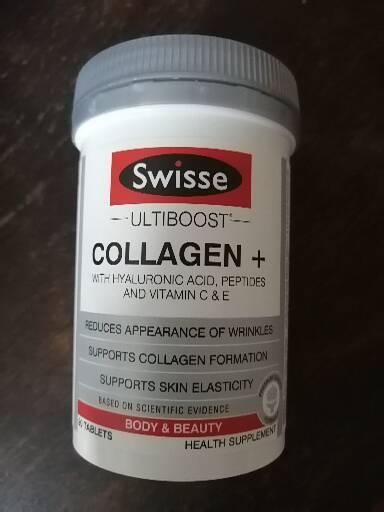 Swisse
ULTIBOOST
COLLAGEN +
WITH HYALURONIC ACID, PEPTIDES
AND VITAMIN C & E
REDUCES APPEARANCE OF WRINKLES
SUPPORTS COLLAGEN FORMATION
SUPPORTS SKIN ELASTICITY
BASED ON SCIENTIFIC EVIDENCE
BODY & BEAUTY
TABLETS
HEALTH SUPPLEMENT